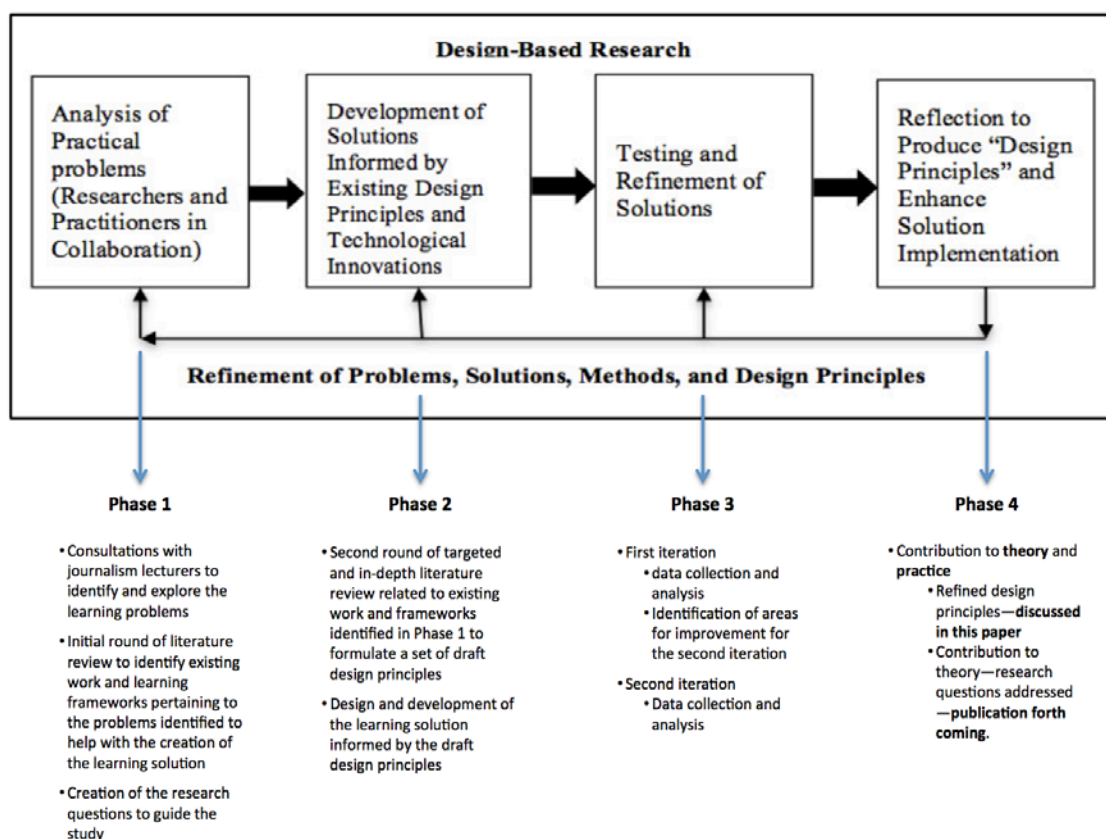 Design-Based Research
Analysis of
Practical
problems
(Researchers and
Practitioners in
Collaboration)
Development of
Solutions
Informed by
Existing Design
Principles and
Technological
Innovations
Testing and
Refinement of
Solutions
Reflection to
Produce “Design
Principles” and
Enhance
Solution
Implementation
Refinement of Problems, Solutions, Methods, and Design Principles
Phase 1
• Consultations with
journalism lecturers to
identify and explore the
learning problems
• Initial round of literature
review to identify existing
work and learning
frameworks pertaining to
the problems identified to
help with the creation of
the learning solution
• Creation of the research
questions to guide the
study
Phase 2
• Second round of targeted
and in-depth literature
review related to existing
work and frameworks
identified in Phase 1 to
formulate a set of draft
design principles
• Design and development of
the learning solution
informed by the draft
design principles
Phase 3
• First iteration
• data collection and
analysis
• Identification of areas
for improvement for
the second iteration
• Second iteration
• Data collection and
analysis
Phase 4
• Contribution to theory and
practice
• Refined design
principles—discussed
in this paper
• Contribution to
theory—research
questions addressed
—publication forth
coming.